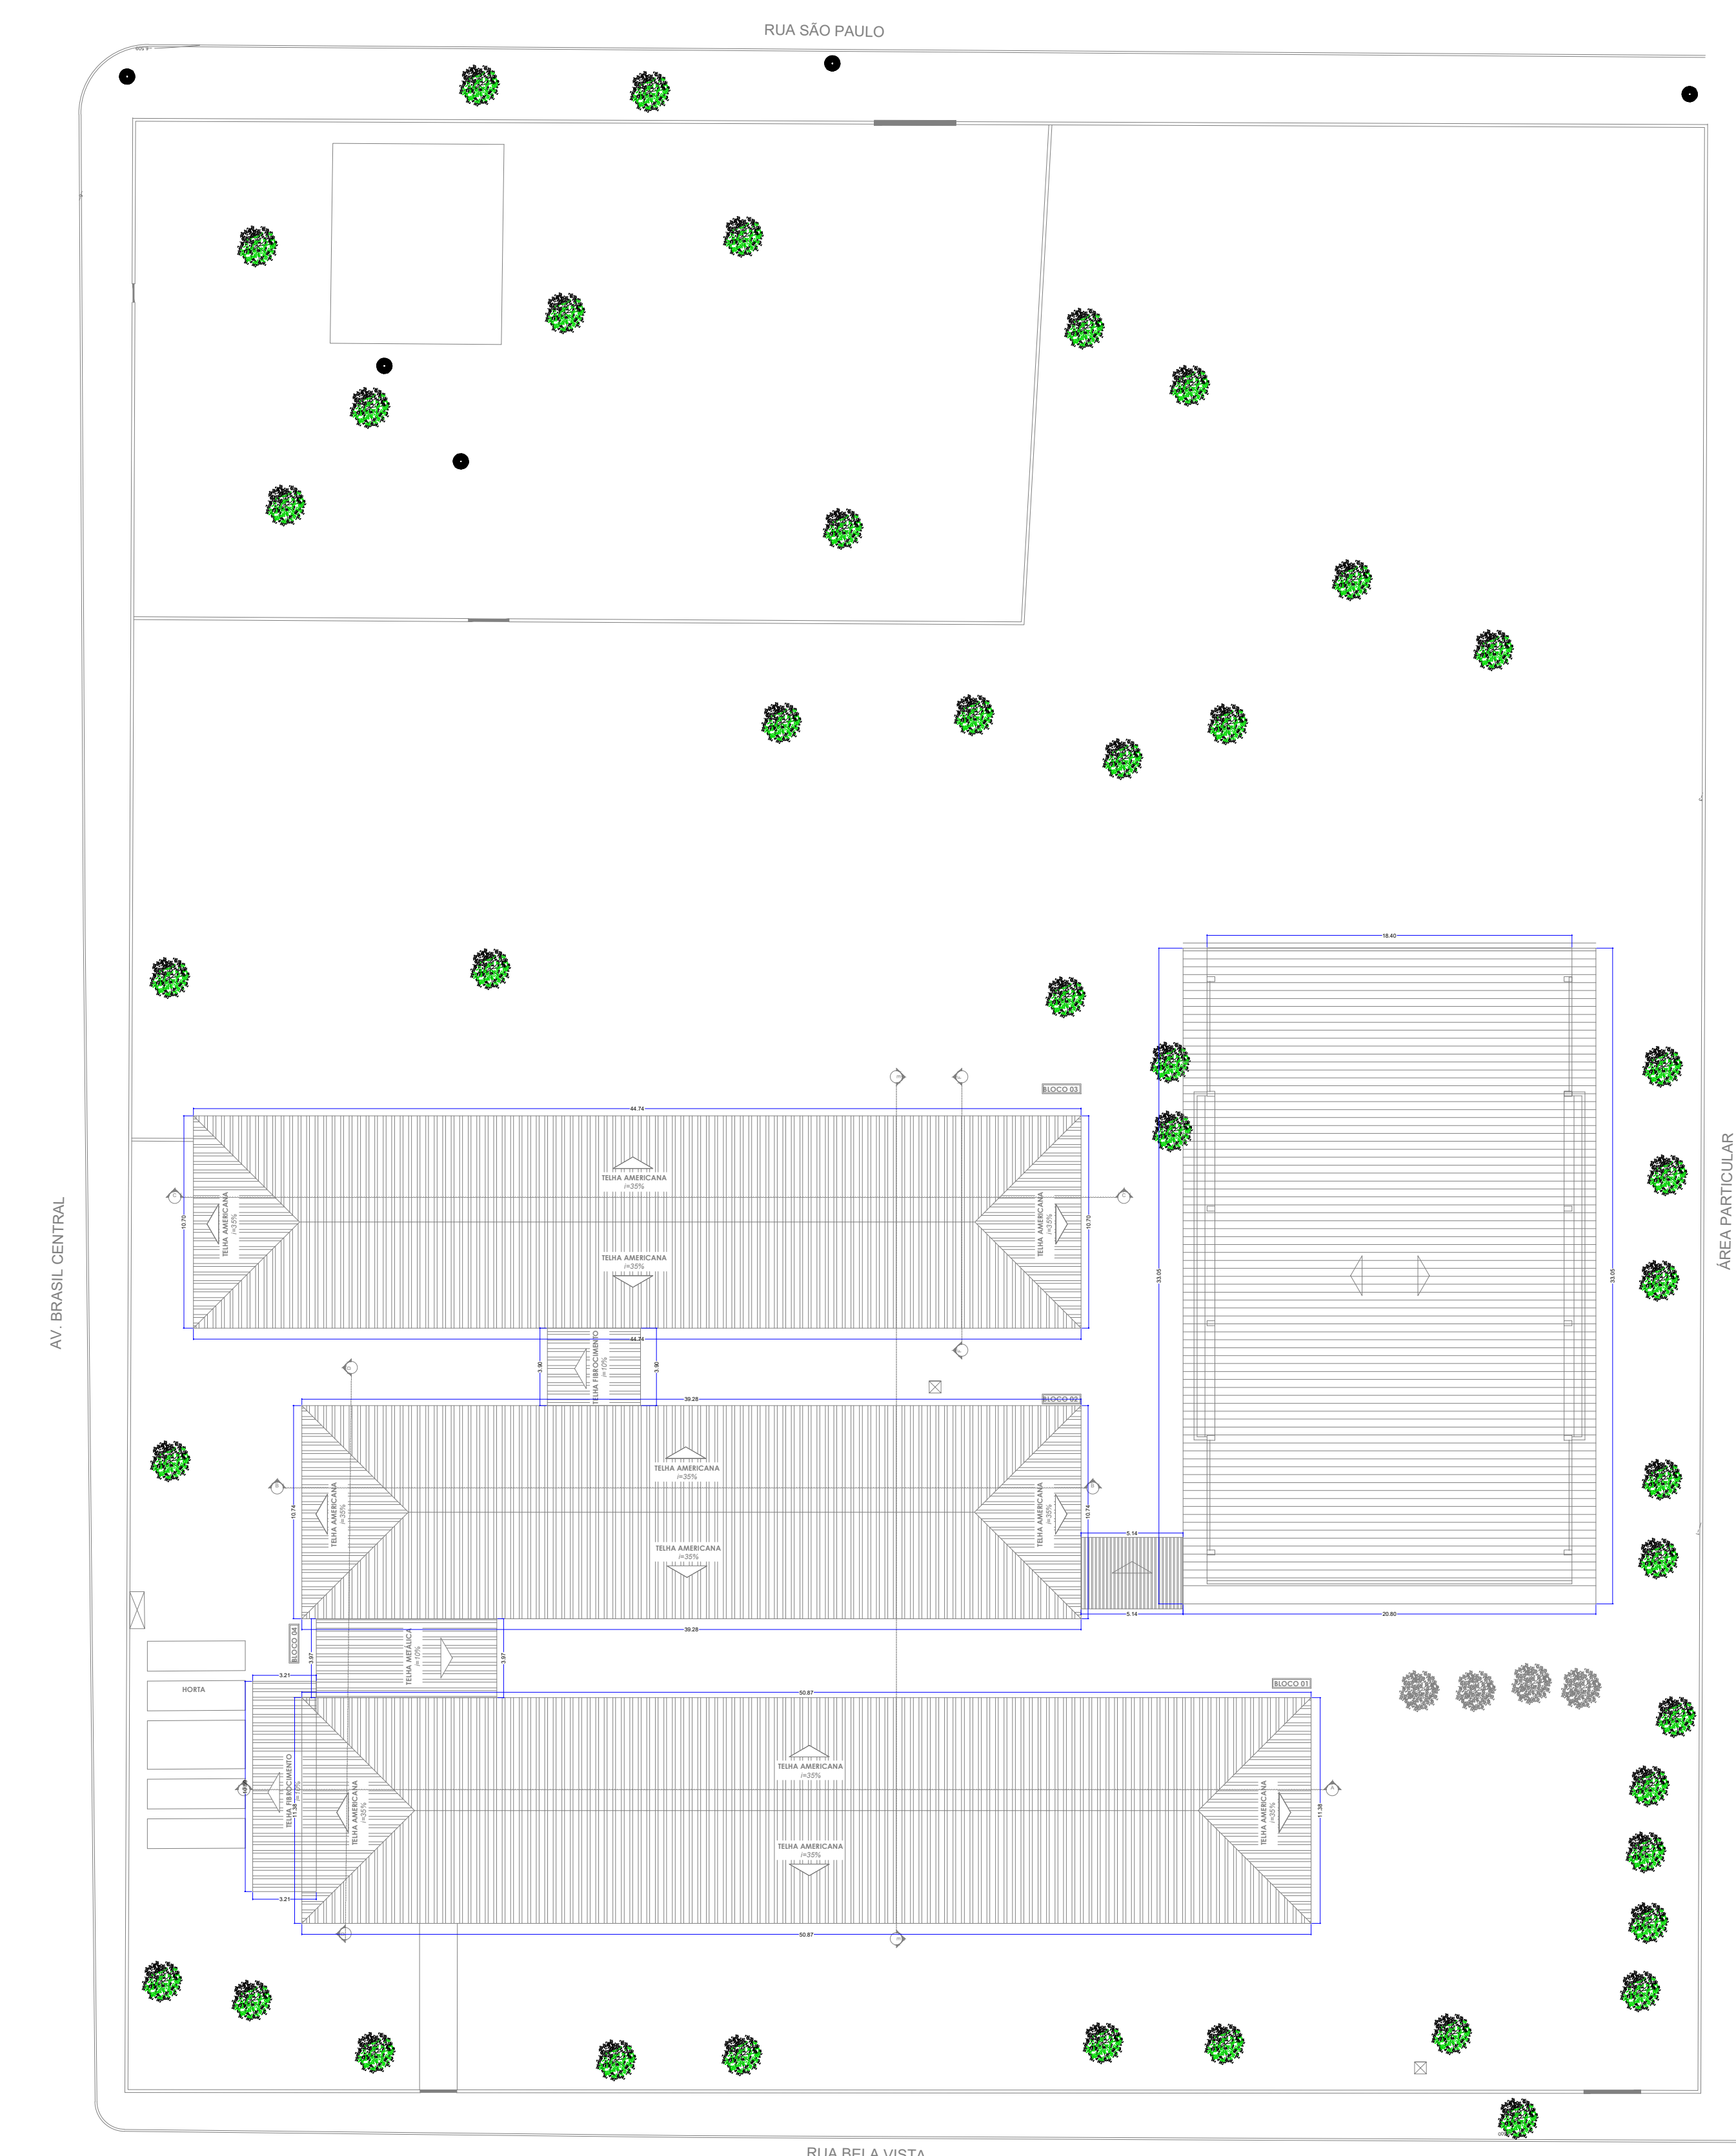 RUA SÃO PAULO
18.40
BLOCO 03
44.74
TELHA AMERICANA
i=35%
C
C
TELHA AMERICANA
i=35%
TELHA AMERICANA
i=35%
10.70
10.70
TELHA AMERICANA
i=35%
33.05
33.05
ÁREA PARTICULAR
AV. BRASIL CENTRAL
44.74
3.90
TELHA FIBROCIMENTO
i=10%
3.90
39.28
BLOCO 02
TELHA AMERICANA
i=35%
B
B
10.74
TELHA AMERICANA
i=35%
TELHA AMERICANA
i=35%
10.74
TELHA AMERICANA
i=35%
5.14
5.14
20.80
39.28
BLOCO 04
3.97
TELHA METÁLICA
i=10%
3.97
3.21
HORTA
BLOCO 01
50.87
TELHA AMERICANA
i=35%
A
TELHA FIBROCIMENTO
i=10%
11.38
TELHA AMERICANA
i=35%
TELHA AMERICANA
i=35%
11.38
TELHA AMERICANA
i=35%
3.21
50.87
RUA BELA VISTA